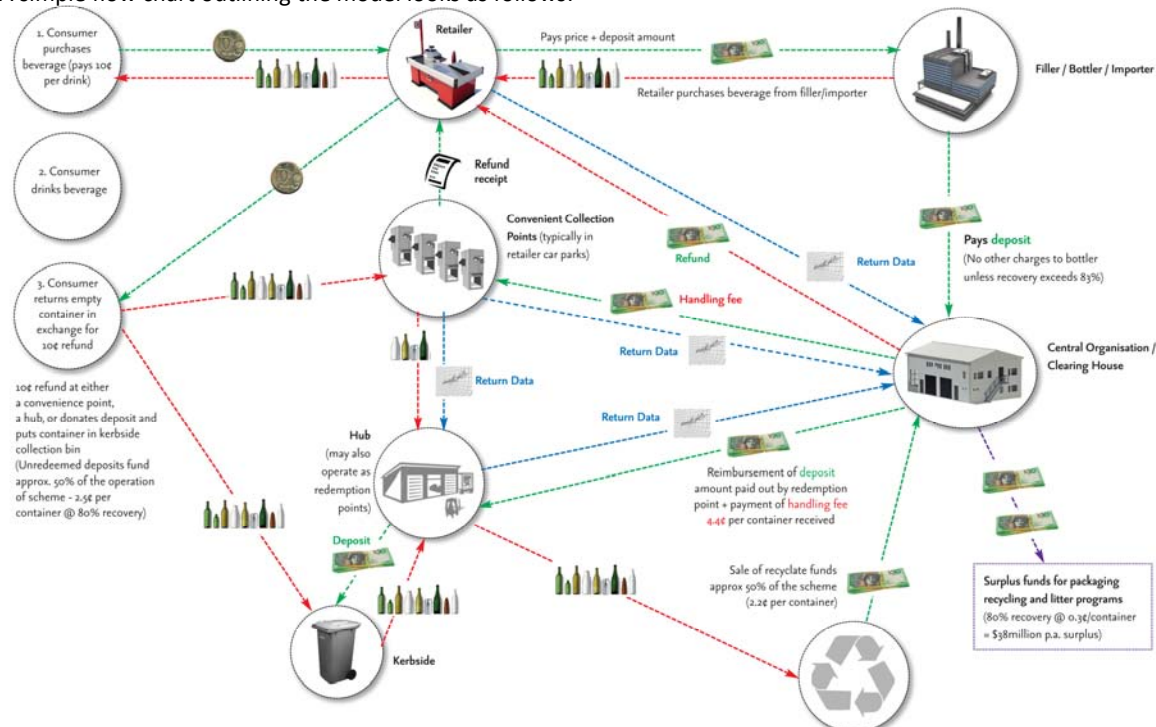 A simple flow chart outlining the model looks as follows:
1. Consumer
purchases
beverage (pays 10¢
per drink)
Retailer
Pays price + deposit amount
Retailer purchases beverage from filler/importer
Filler / Bottler / Importer
2. Consumer
drinks beverage
Refund
receipt
Convenient Collection
Points (typically in
retailer car parks)
Refund
Return Data
Pays deposit
(No other charges to bottler
unless recovery exceeds 83%)
3. Consumer
returns empty
container in
exchange for
10¢ refund
Handling fee
Return Data
Return Data
Return Data
Central Organisation /
Clearing House
10¢ refund at either
a convenience point,
a hub, or donates deposit and
puts container in kerbside
collection bin
(Unredeemed deposits fund
approx. 50% of the operation
of scheme - 2.5¢ per
container @ 80% recovery)
Hub
(may also
operate as
redemption
points)
Reimbursement of deposit
amount paid out by redemption
point + payment of handling fee
4.4¢ per container received
Deposit
Sale of recyclate funds
approx 50% of the scheme
(2.2¢ per container)
Surplus funds for packaging
recycling and litter programs
(80% recovery @ 0.3¢/container
= $38million p.a. surplus)
Kerbside